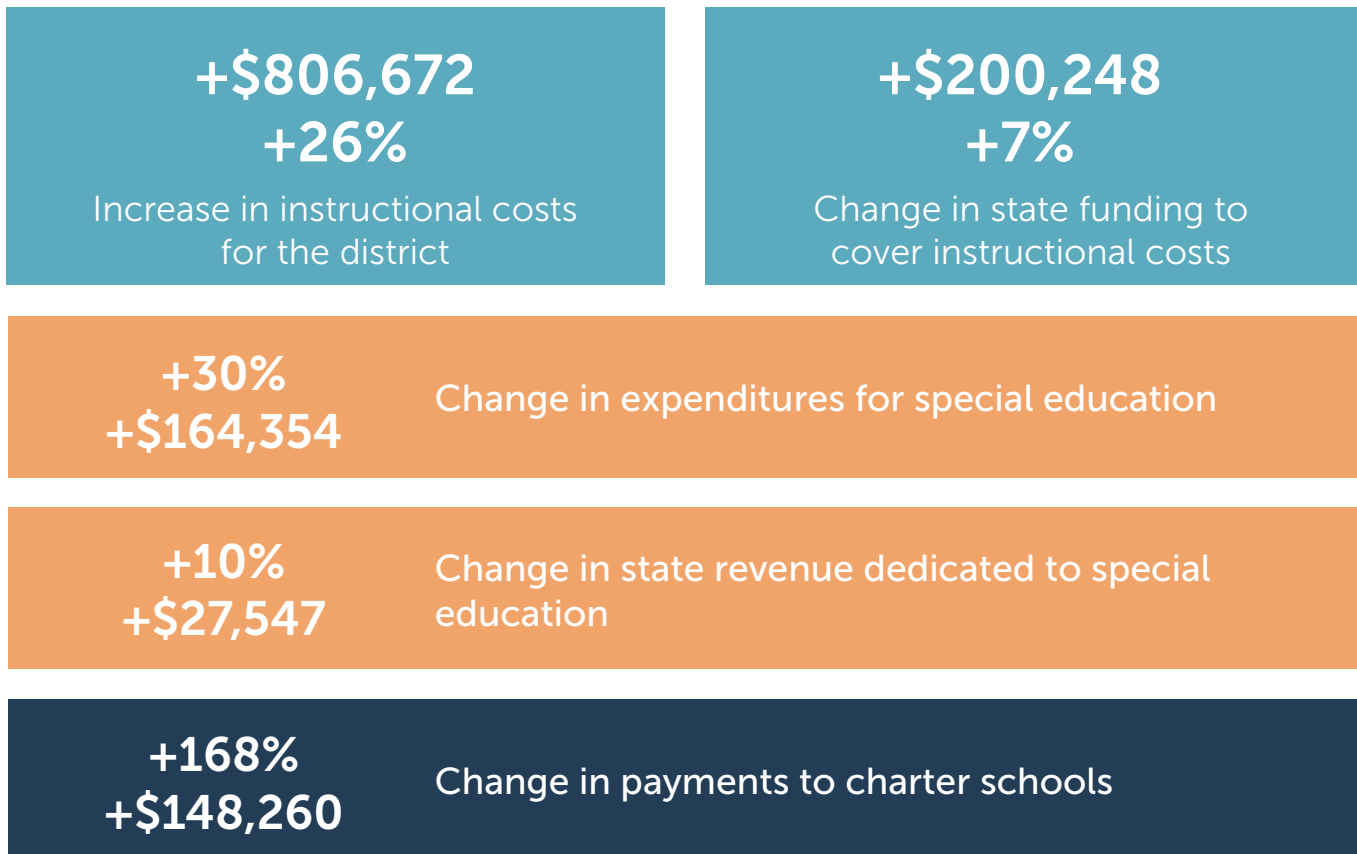 +$806,672
+26%
Increase in instructional costs
for the district
+$200,248
+7%
Change in state funding to
cover instructional costs
+30%
+$164,354
Change in expenditures for special education
+10%
+$27,547
Change in state revenue dedicated to special
education
+168%
+$148,260
Change in payments to charter schools